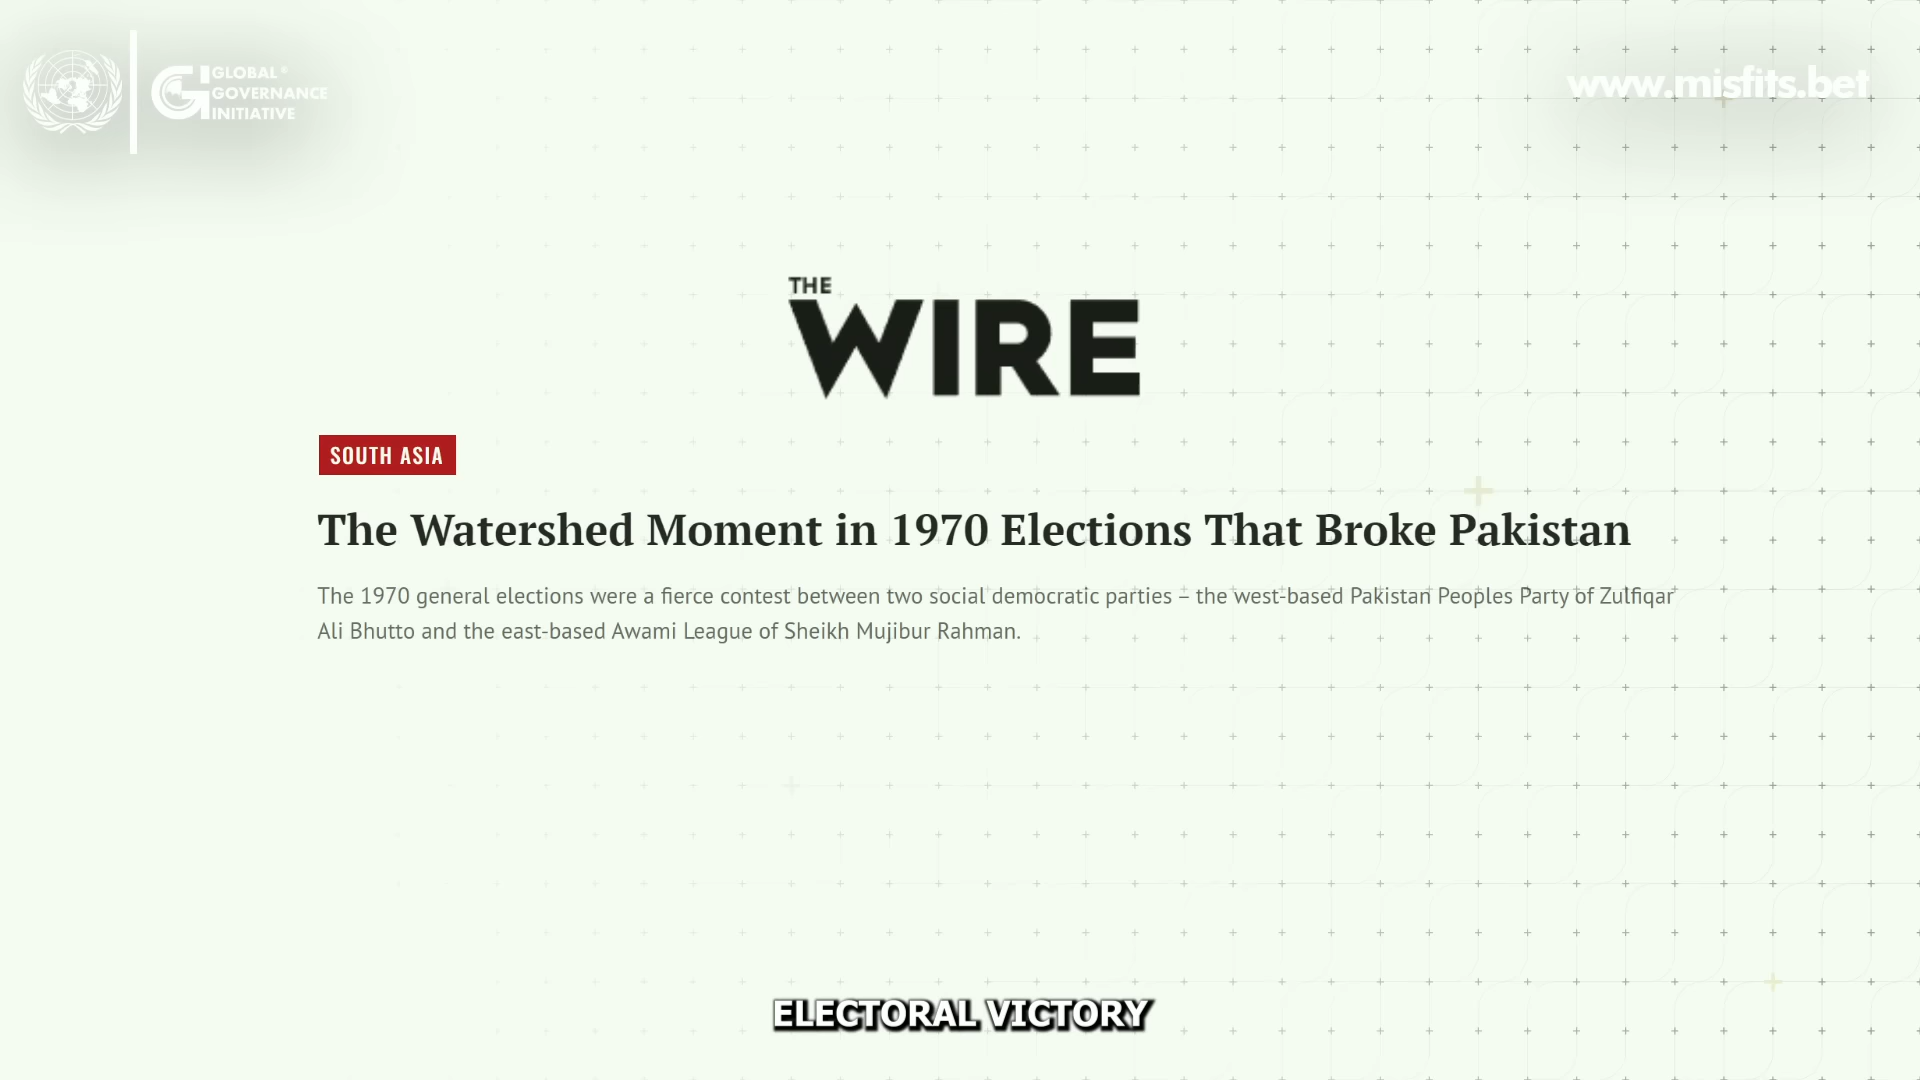 GLOBAL®
GOVERNANCE
INITIATIVE
www.misfits.bet
THE
WIRE
SOUTH ASIA
The Watershed Moment in 1970 Elections That Broke Pakistan
The 1970 general elections were a fierce contest between two social democratic parties – the west-based Pakistan Peoples Party of Zulfiqar
Ali Bhutto and the east-based Awami League of Sheikh Mujibur Rahman.
ELECTORAL VICTORY